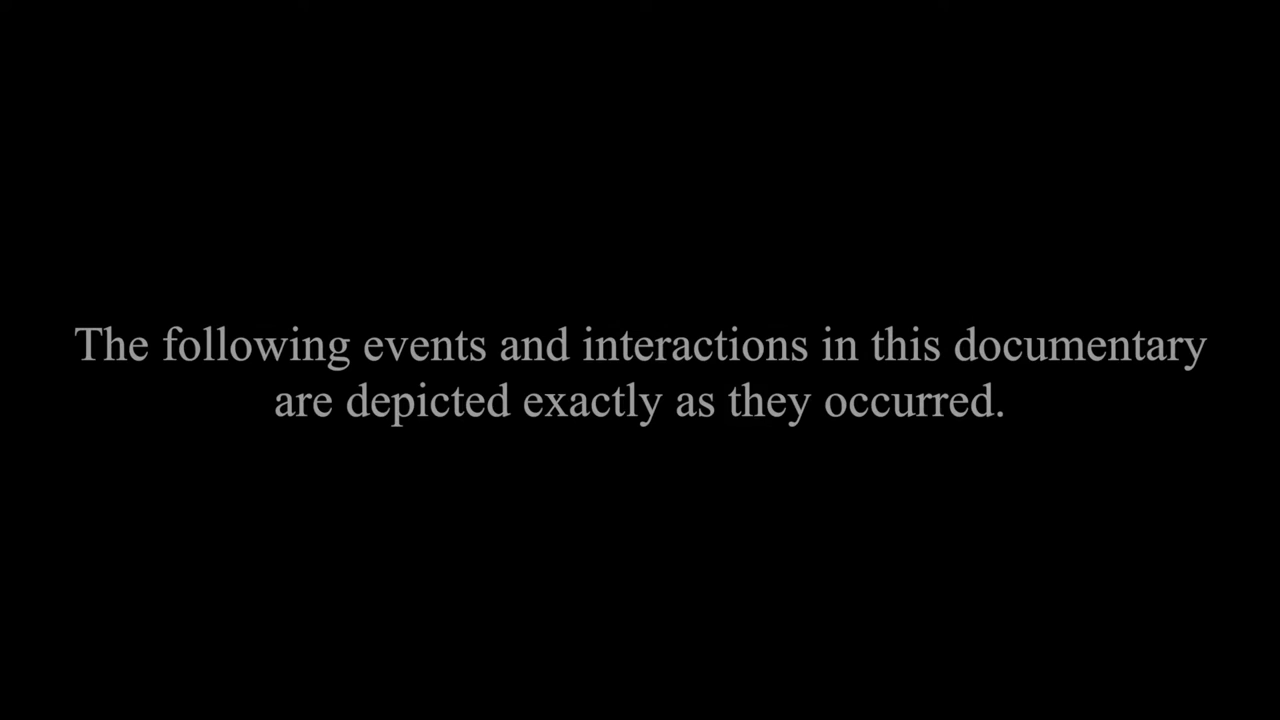 The following events and interactions in this documentary
are depicted exactly as they occurred.